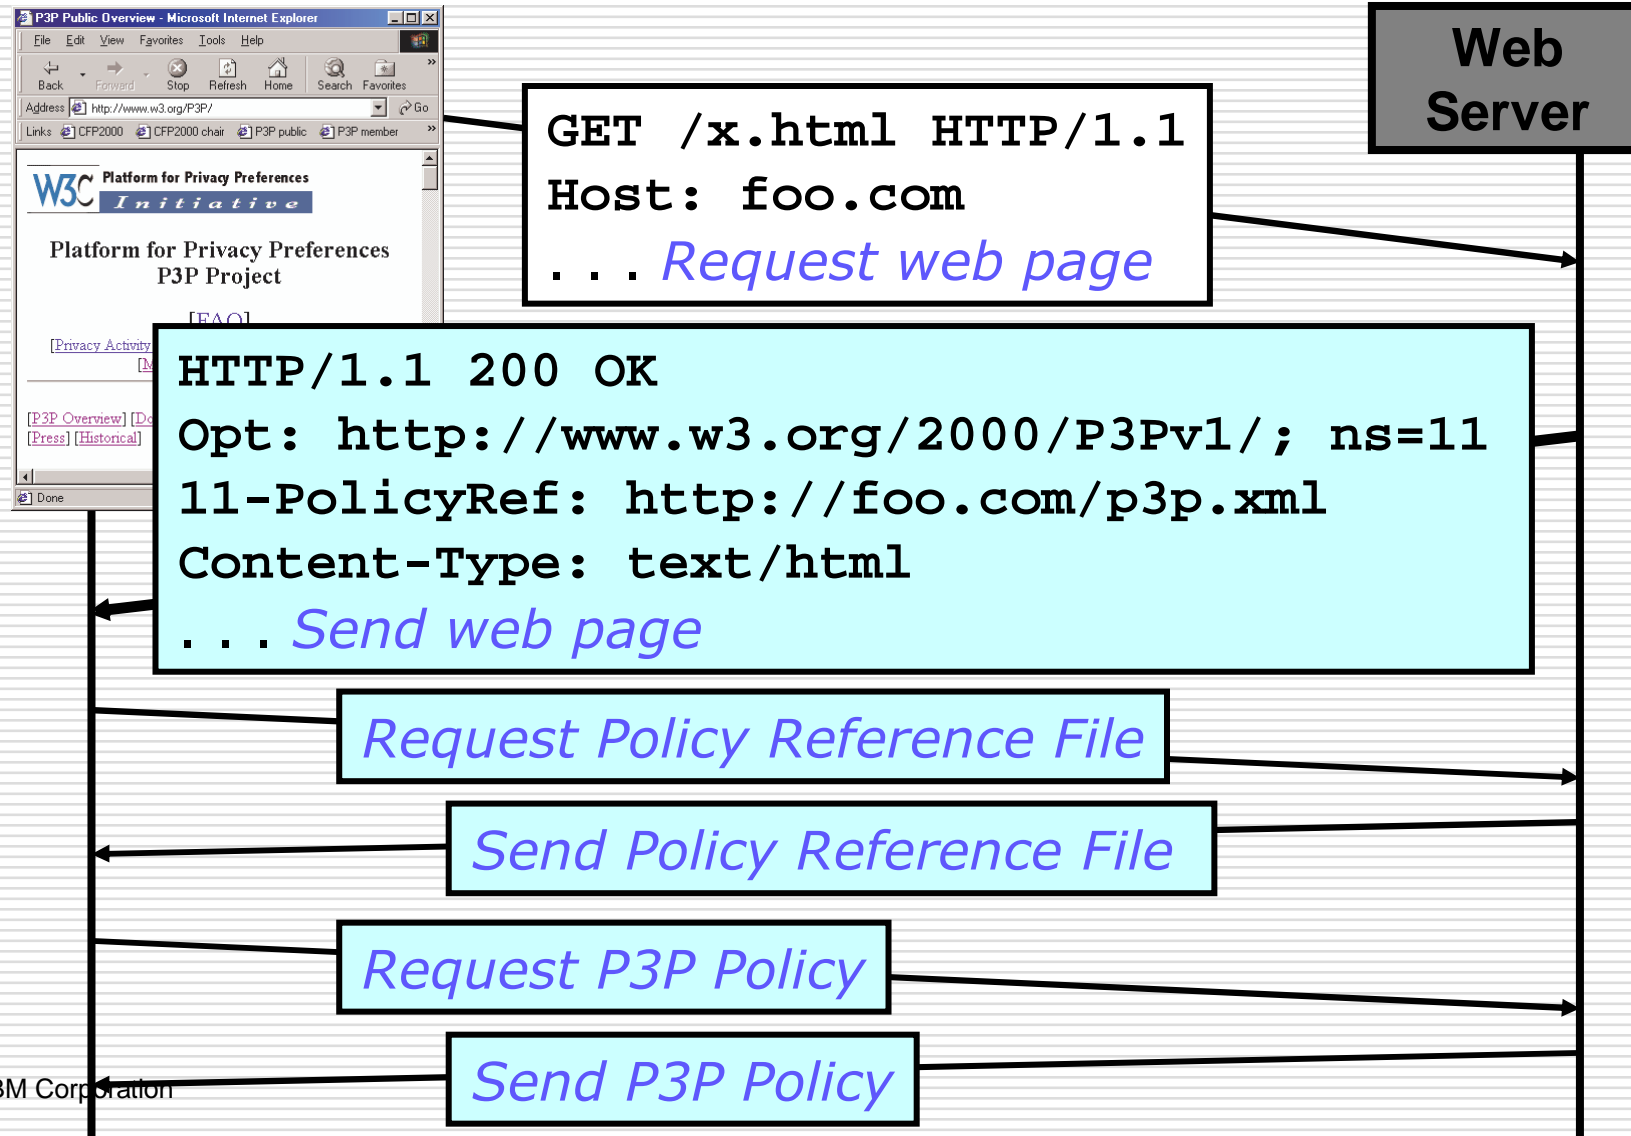 P3P Public Overview - Microsoft Internet Explorer
File Edit View Favorites Tools Help
Back Forward Stop Refresh Home Search Favorites »
Address http://www.w3.org/P3P/ Go
Links CFP2000 CFP2000 chair P3P public P3P member »
W3C Platform for Privacy Preferences
Initiative
Platform for Privacy Preferences
P3P Project
[FAQ]
[Privacy Activity
[M
[P3P Overview] [Do
[Press] [Historical]
Done
Web
Server
GET /x.html HTTP/1.1
Host: foo.com
. . . Request web page
HTTP/1.1 200 OK
Opt: http://www.w3.org/2000/P3Pv1/; ns=11
11-PolicyRef: http://foo.com/p3p.xml
Content-Type: text/html
. . . Send web page
Request Policy Reference File
Send Policy Reference File
Request P3P Policy
Send P3P Policy
BM Corporation